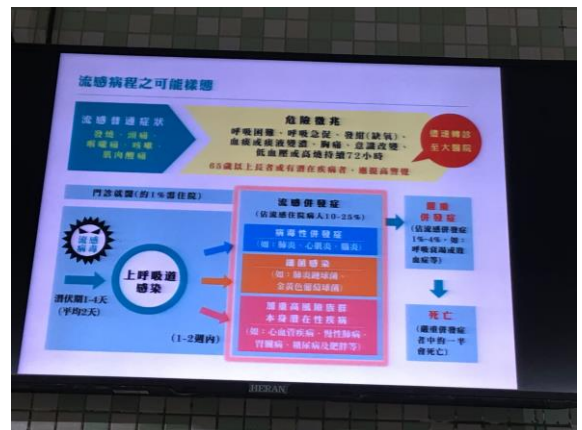 流感病程之可能樣態
流感普通症狀
發燒、頭痛、
喉嚨痛、咳嗽、
肌肉酸痛
危險徵兆
呼吸困難、呼吸急促、發紺(缺氧)、
血痰或痰液變濃、胸痛、意識改變、
低血壓或高燒持續72小時
65歲以上長者或有潛在疾病者，應提高警覺
儘速轉診
至大醫院
門診就醫(約1%需住院)
流感
病毒
潛伏期1-4天
(平均2天)
上呼吸道
感染
(1-2週內)
流感併發症
(佔流感住院病人10-25%)
病毒性併發症
(如：肺炎、心肌炎、腦炎)
細菌感染
(如：肺炎鏈球菌、
金黃色葡萄球菌)
加重高風險族群
本身潛在性疾病
(如：心血管疾病、慢性肺病、
腎臟病、糖尿病及肥胖等)
嚴重
併發症
(佔流感併發症
1%-4%，如：
呼吸衰竭或敗
血症等)
死亡
(嚴重併發症
者中的一半
會死亡)
HERAN